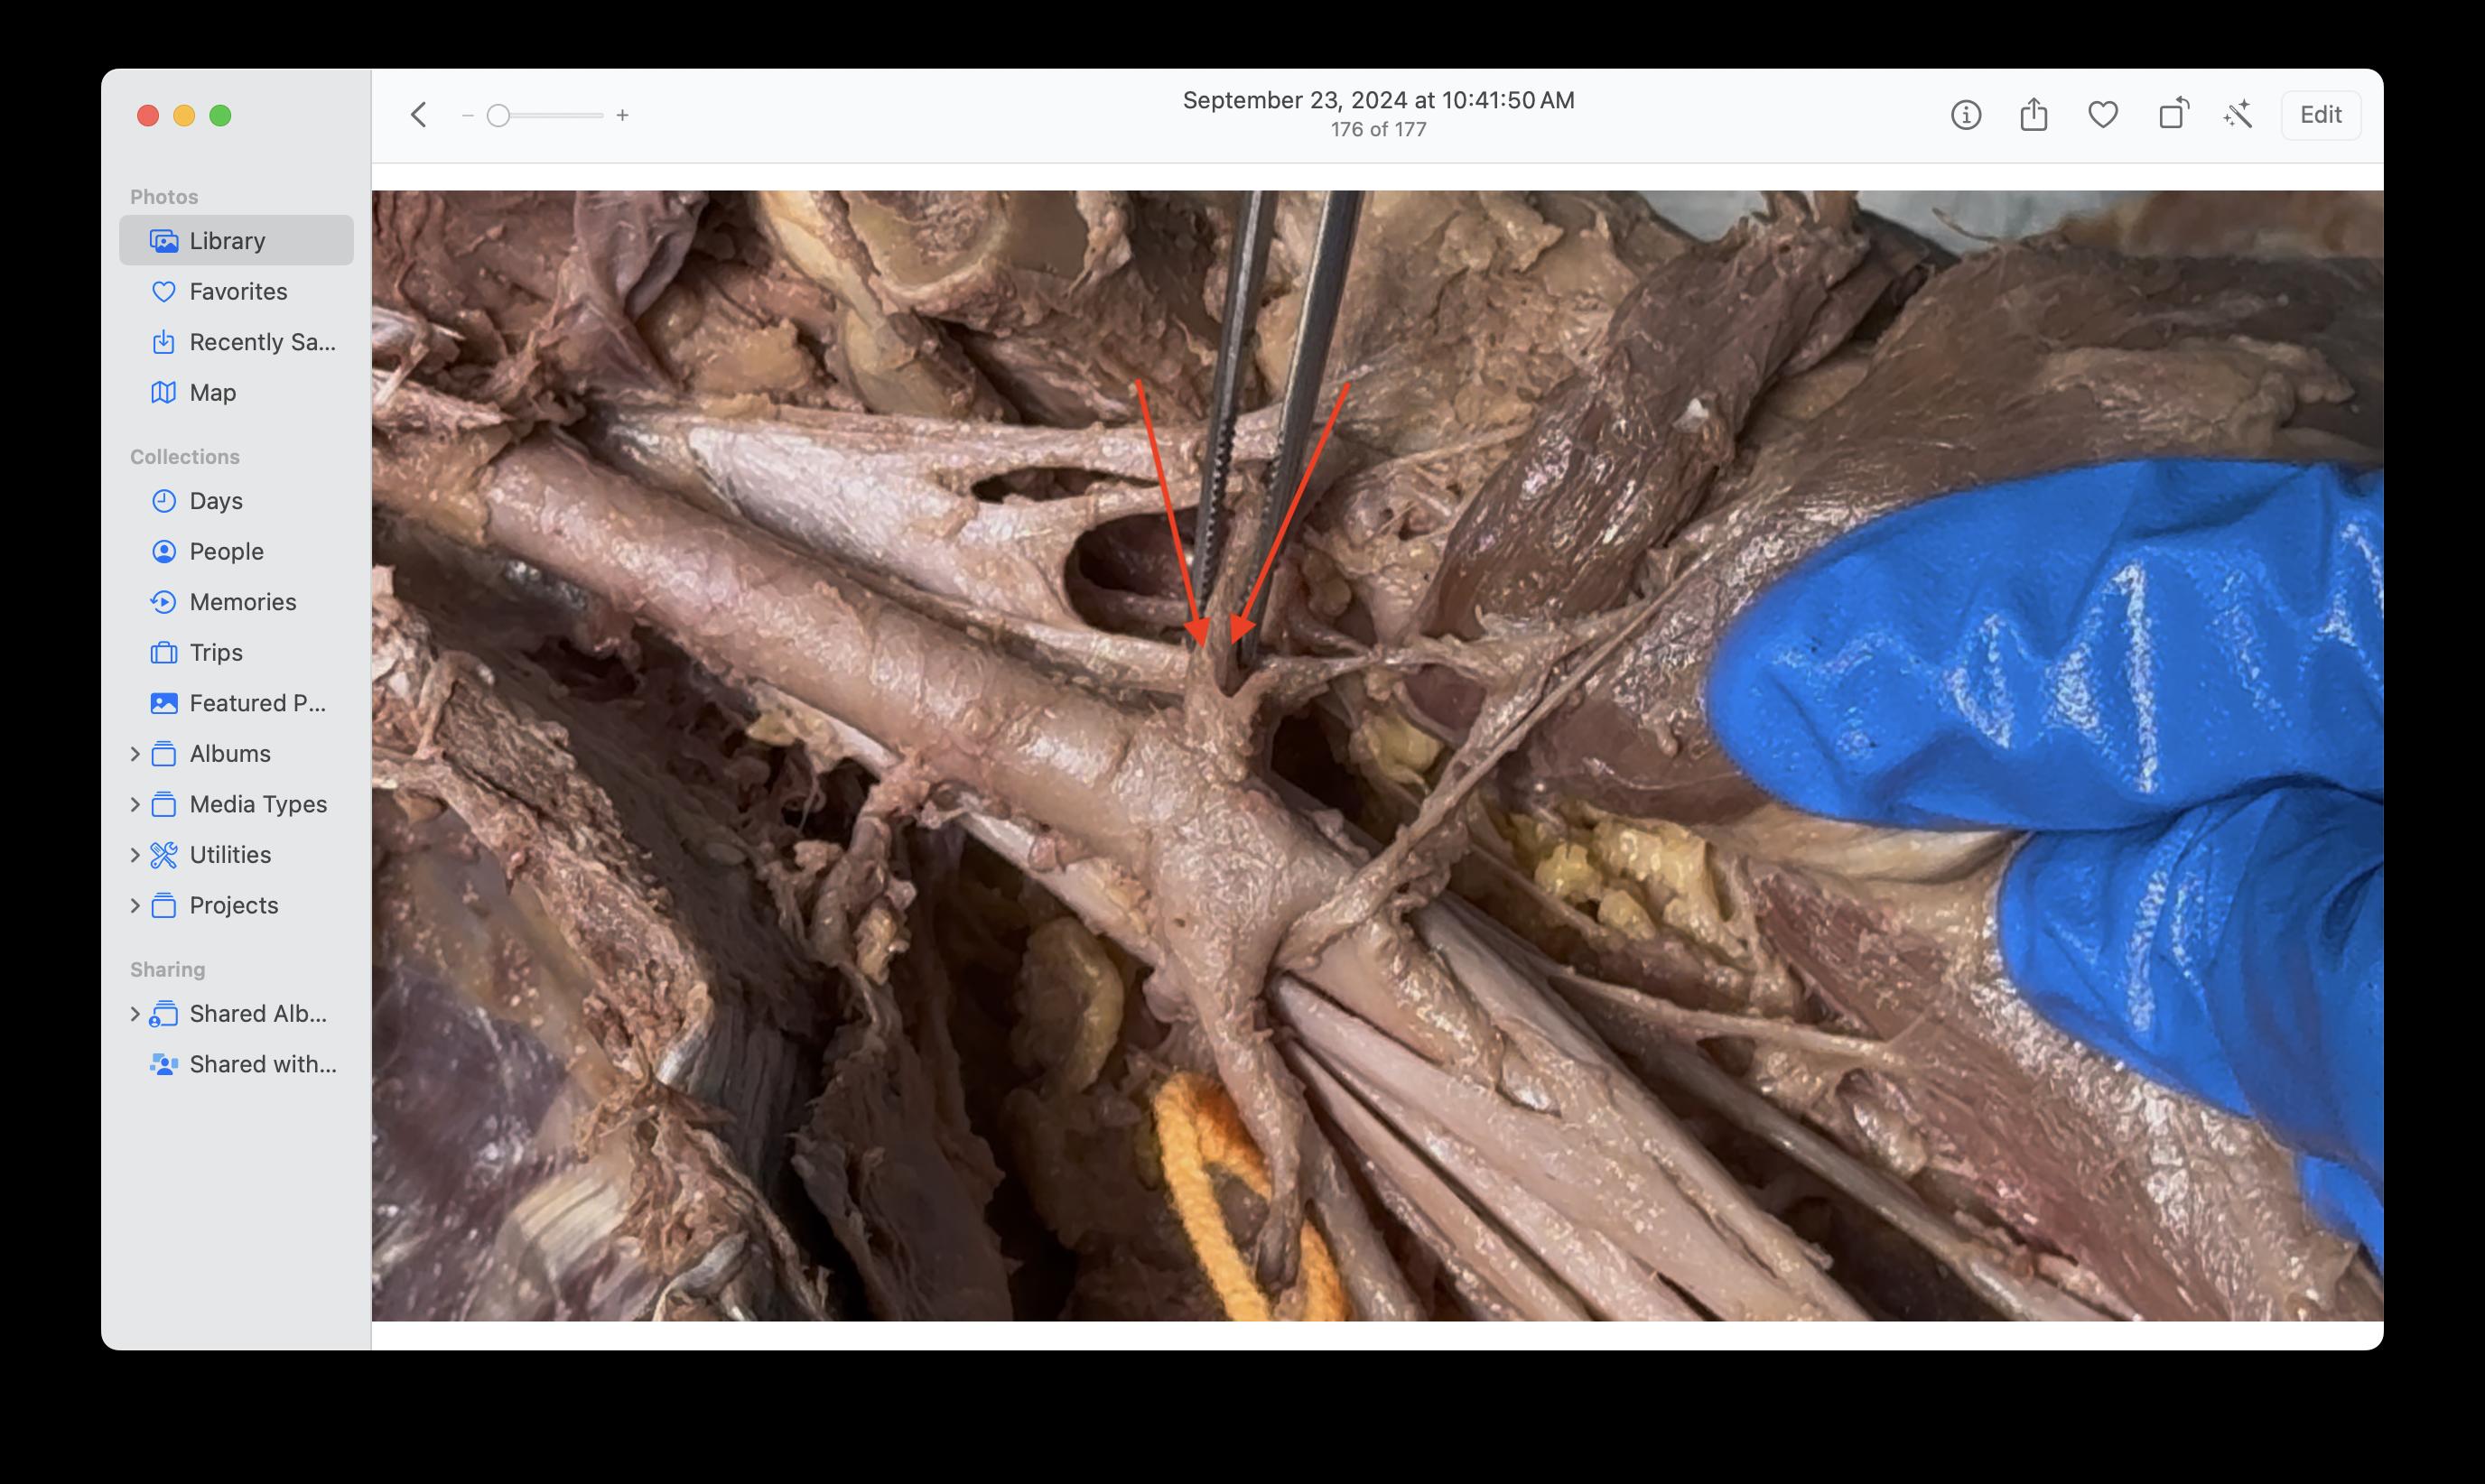 September 23, 2024 at 10:41:50 AM
176 of 177
Edit
Photos
Library
Favorites
Recently Sa...
Map
Collections
Days
People
Memories
Trips
Featured P...
Albums
Media Types
Utilities
Projects
Sharing
Shared Alb...
Shared with...